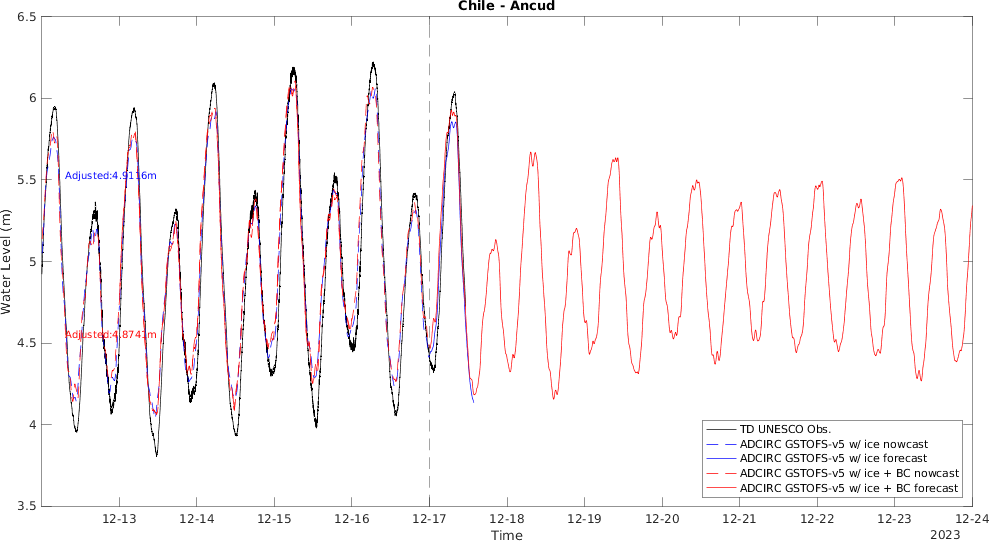 Chile - Ancud
6.5
6
5.5
5
4.5
4
3.5
Water Level (m)
Adjusted:4.9116m
Adjusted:4.8741m
TD UNESCO Obs.
ADCIRC GSTOFS-v5 w/ ice nowcast
ADCIRC GSTOFS-v5 w/ ice forecast
ADCIRC GSTOFS-v5 w/ ice + BC nowcast
ADCIRC GSTOFS-v5 w/ ice + BC forecast
12-13 12-14 12-15 12-16 12-17 12-18 12-19 12-20 12-21 12-22 12-23 12-24
Time
2023